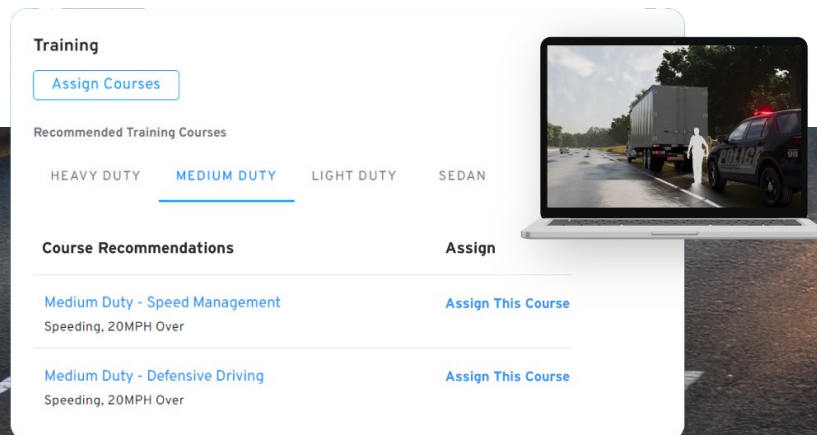 Training
Assign Courses
Recommended Training Courses
HEAVY DUTY MEDIUM DUTY LIGHT DUTY SEDAN
Course Recommendations Assign
Medium Duty - Speed Management Assign This Course
Speeding, 20MPH Over
Medium Duty - Defensive Driving Assign This Course
Speeding, 20MPH Over
POLICE